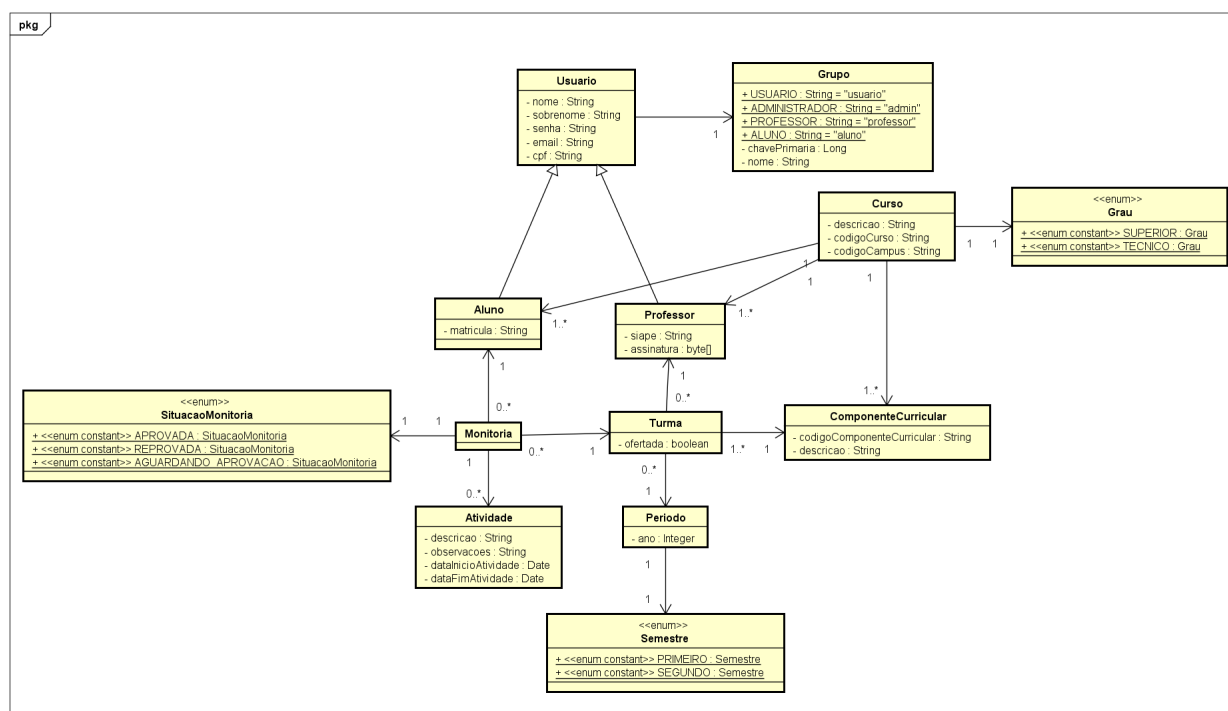 pkg
Usuario
- nome : String
- sobrenome : String
- senha : String
- email : String
- cpf : String
Grupo
+ USUARIO : String = "usuario"
+ ADMINISTRADOR : String = "admin"
+ PROFESSOR : String = "professor"
+ ALUNO : String = "aluno"
- chavePrimaria : Long
- nome : String
1
Curso
- descricao : String
- codigoCurso : String
- codigoCampus : String
<<enum>>
Grau
+ <<enum constant>> SUPERIOR : Grau
+ <<enum constant>> TECNICO : Grau
1
1
1
1
1
Aluno
- matricula : String
1..*
Professor
- siape : String
- assinatura : byte[]
1..*
1
0..*
1
0..*
1..*
<<enum>>
SituacaoMonitoria
+ <<enum constant>> APROVADA : SituacaoMonitoria
+ <<enum constant>> REPROVADA : SituacaoMonitoria
+ <<enum constant>> AGUARDANDO_APROVACAO : SituacaoMonitoria
1
1
Monitoria
0..*
1
Turma
- ofertada : boolean
1..*
1
ComponenteCurricular
- codigoComponenteCurricular : String
- descricao : String
1
0..*
0..*
1
Atividade
- descricao : String
- observacoes : String
- dataInicioAtividade : Date
- dataFimAtividade : Date
Periodo
- ano : Integer
1
1
<<enum>>
Semestre
+ <<enum constant>> PRIMEIRO : Semestre
+ <<enum constant>> SEGUNDO : Semestre